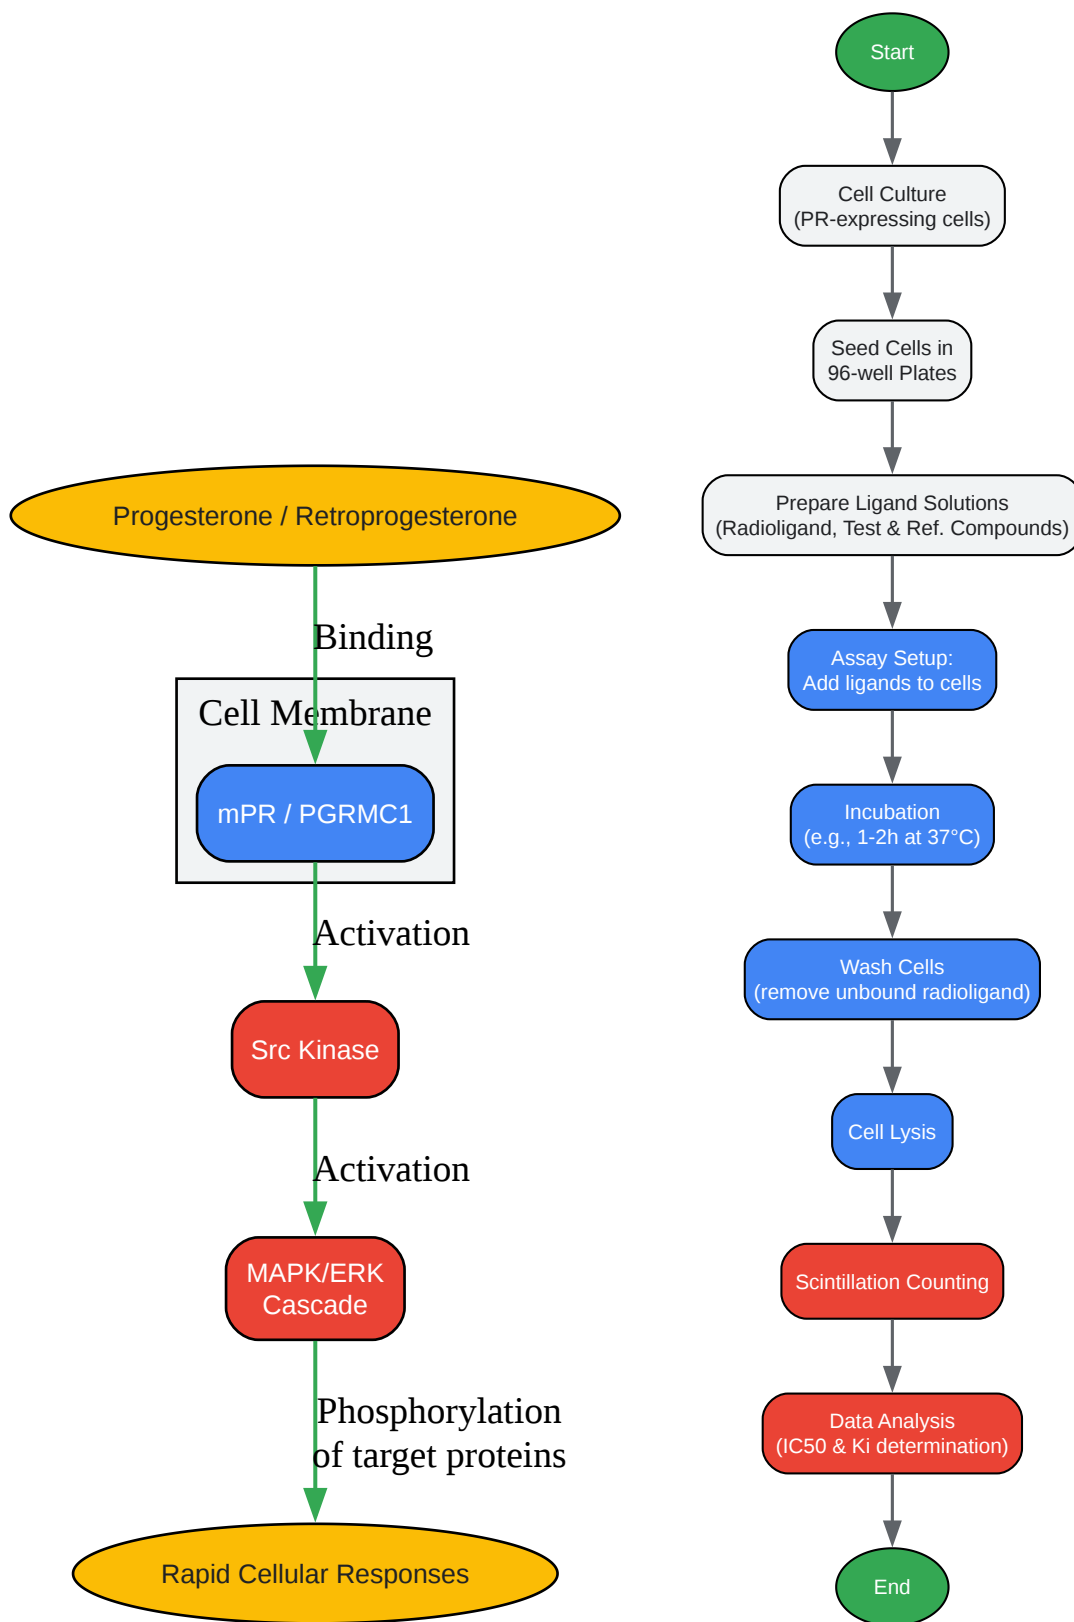 Progesterone / Retroprogesterone
Binding
Cell Membrane
mPR / PGRMC1
Activation
Src Kinase
Activation
MAPK/ERK
Cascade
Phosphorylation
of target proteins
Rapid Cellular Responses
Start
Cell Culture
(PR-expressing cells)
Seed Cells in
96-well Plates
Prepare Ligand Solutions
(Radioligand, Test & Ref. Compounds)
Assay Setup:
Add ligands to cells
Incubation
(e.g., 1-2h at 37°C)
Wash Cells
(remove unbound radioligand)
Cell Lysis
Scintillation Counting
Data Analysis
(IC50 & Ki determination)
End